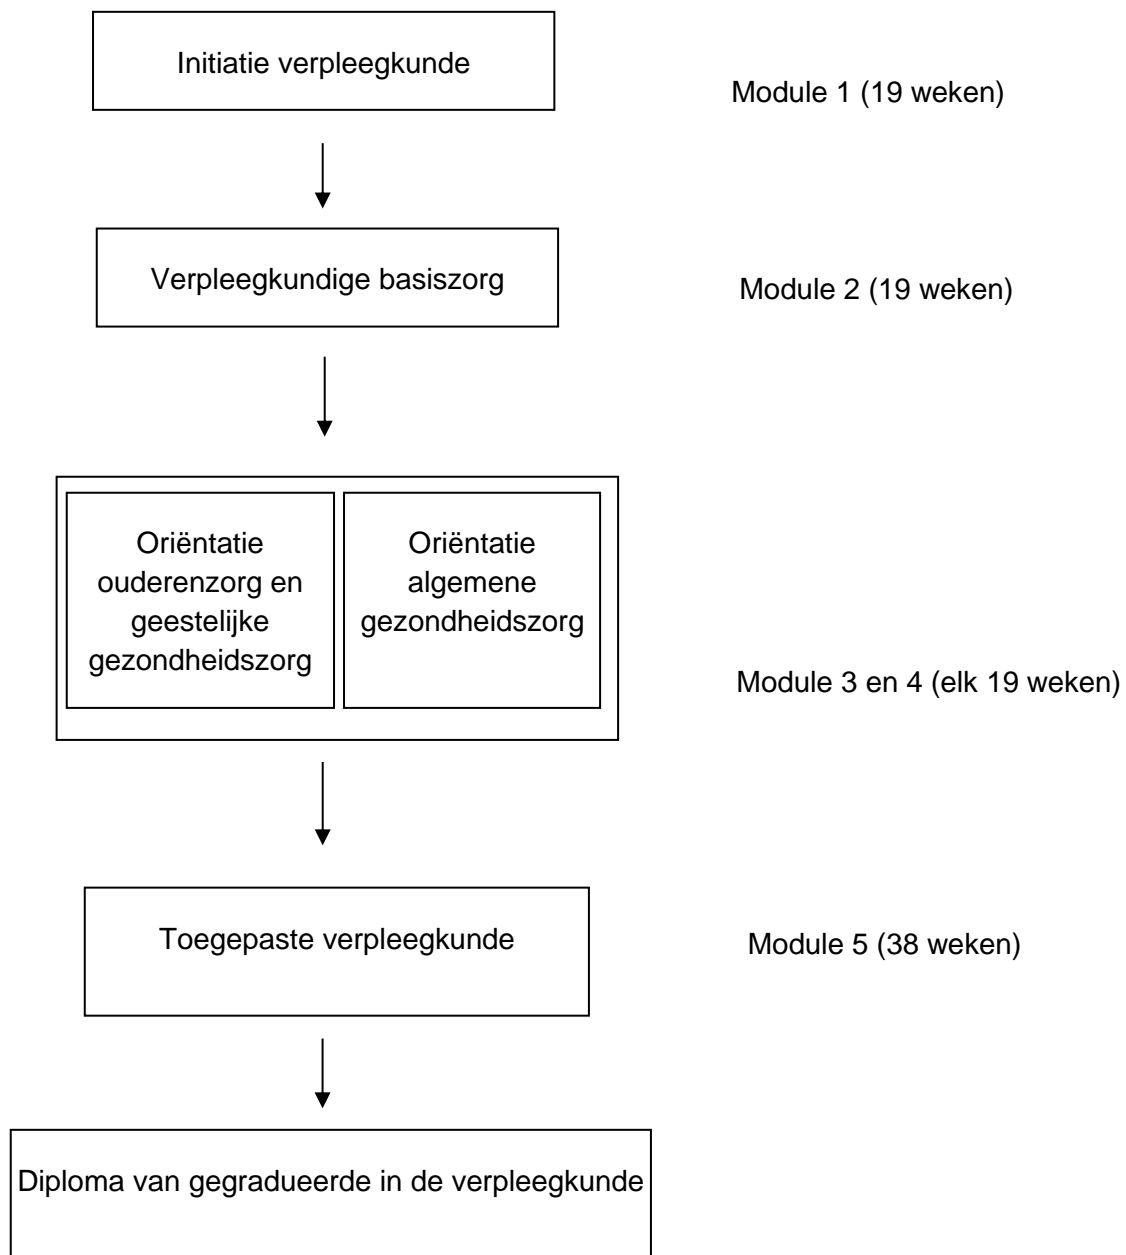 Initiatie verpleegkunde
Module 1 (19 weken)
Verpleegkundige basiszorg
Module 2 (19 weken)
Oriëntatie
ouderenzorg en
geestelijke
gezondheidszorg
Oriëntatie
algemene
gezondheidszorg
Module 3 en 4 (elk 19 weken)
Toegepaste verpleegkunde
Module 5 (38 weken)
Diploma van gegradueerde in de verpleegkunde